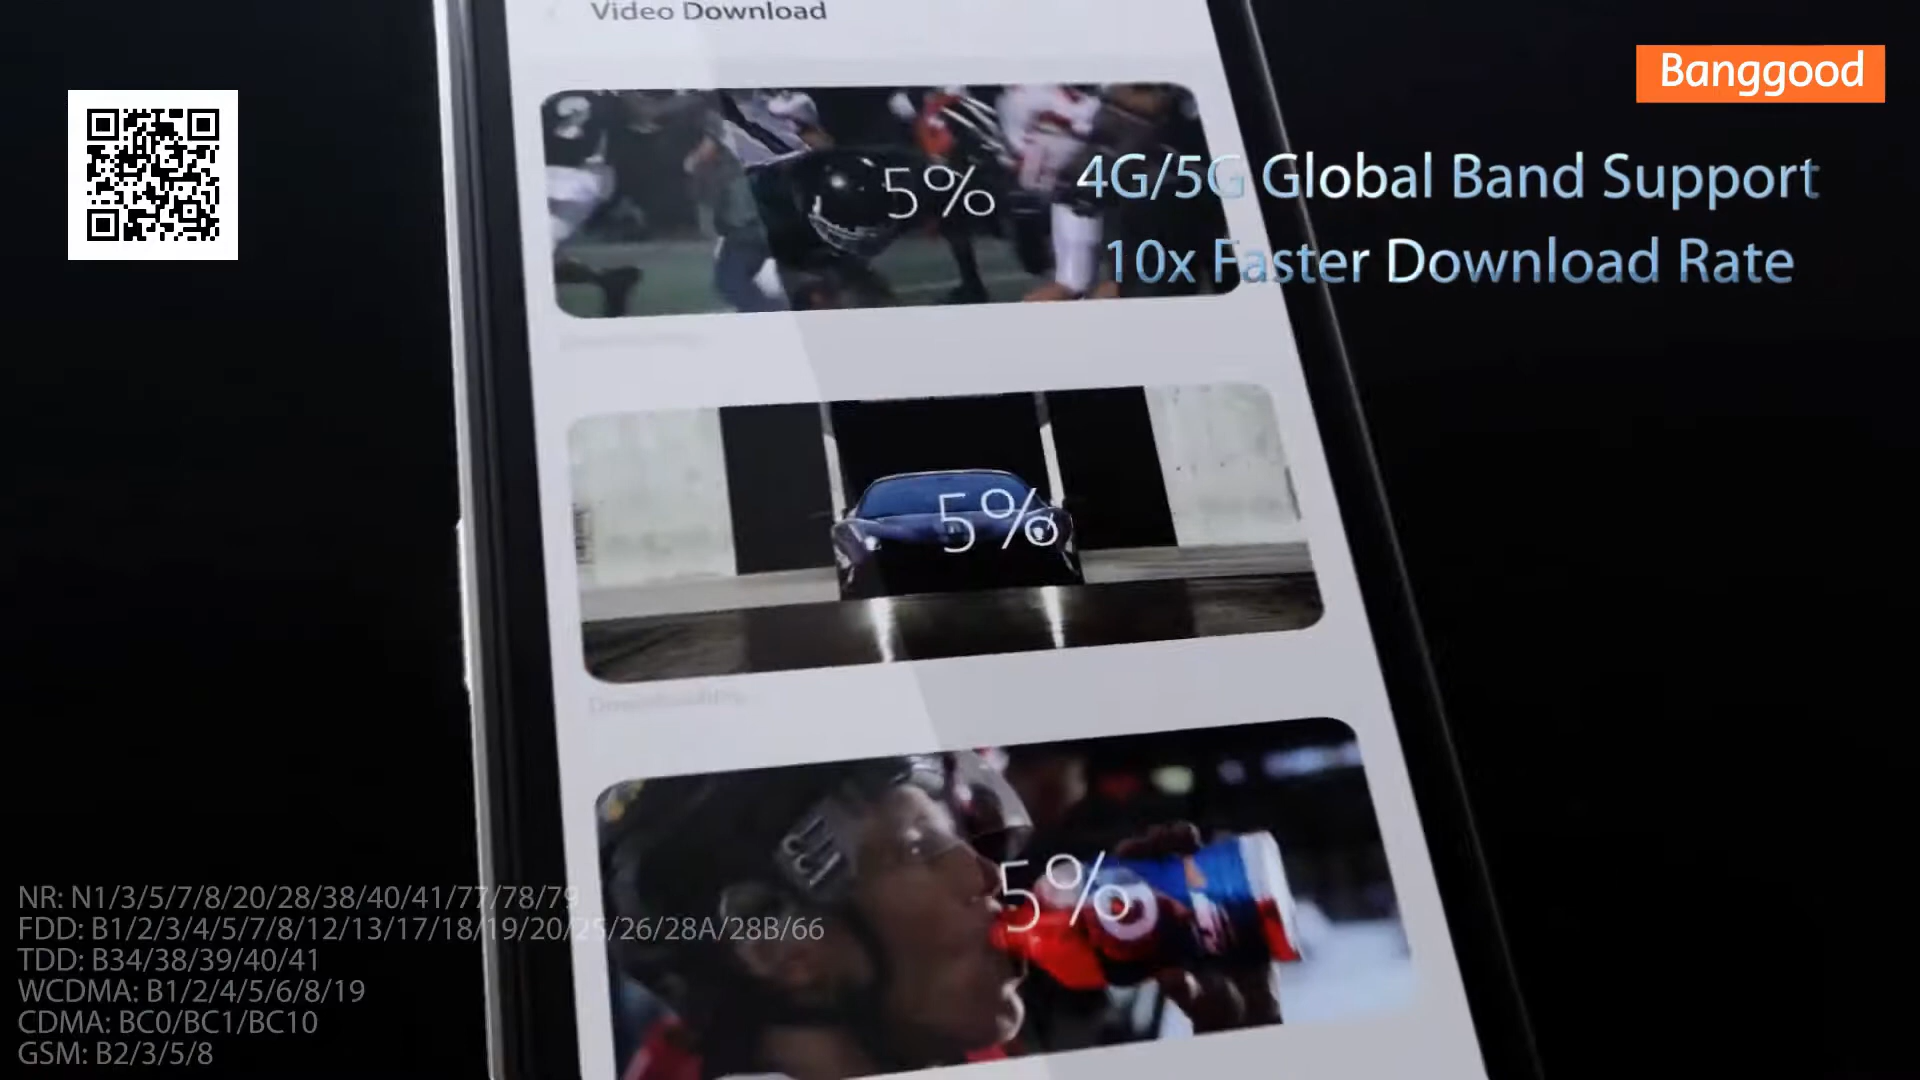 Video Download
Banggood
5%
4G/5G Global Band Support
10x Faster Download Rate
5%
Downloading...
5%
NR: N1/3/5/7/8/20/28/38/40/41/77/78/79
FDD: B1/2/3/4/5/7/8/12/13/17/18/19/20/25/26/28A/28B/66
TDD: B34/38/39/40/41
WCDMA: B1/2/4/5/6/8/19
CDMA: BC0/BC1/BC10
GSM: B2/3/5/8